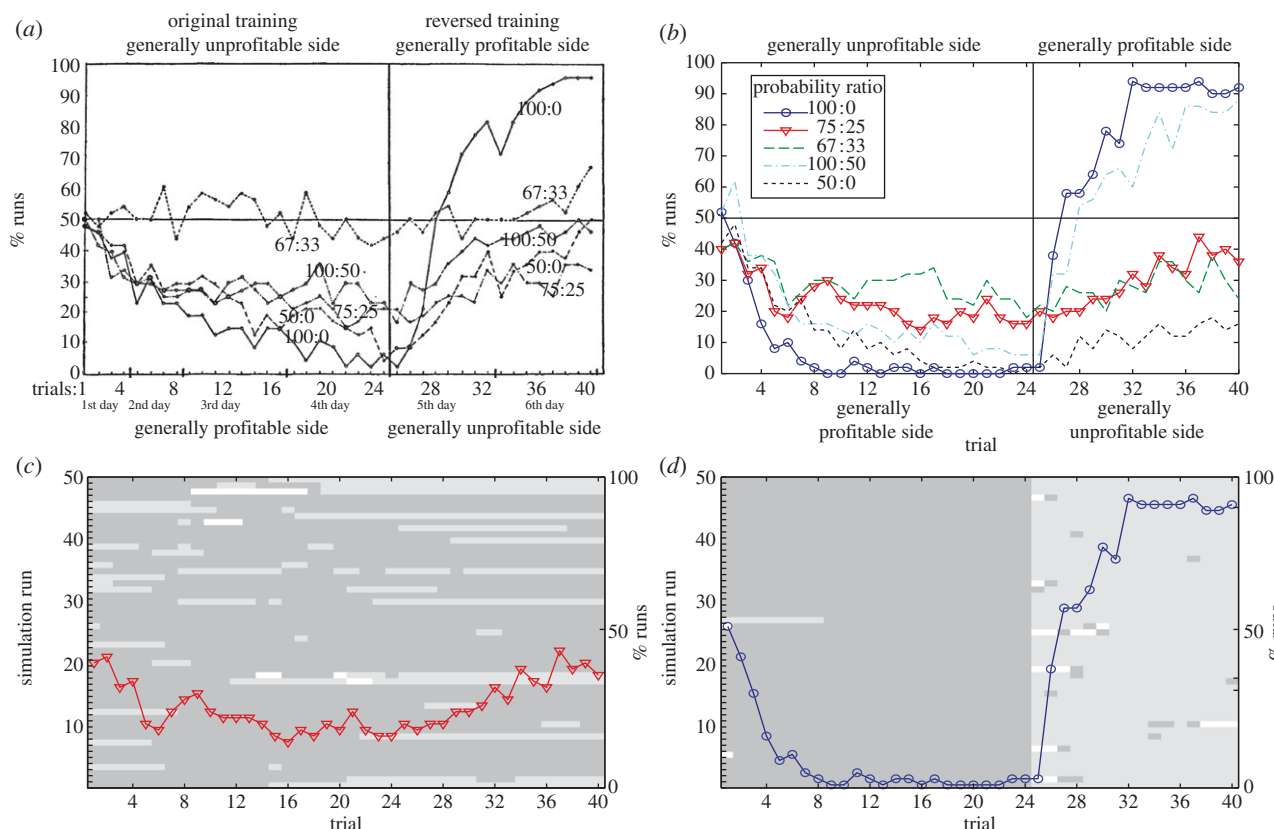 (a)
original training
generally unprofitable side
reversed training
generally profitable side
100
90
80
70
60
50
40
30
20
10
0
% runs
100:0
67:33
67:33
100:50
100:50
50:0
75:25
50:0
75:25
100:0
trials:1 4 8 12 16 20 24 28 32 36 40
1st day 2nd day 3rd day 4th day 5th day 6th day
generally profitable side
generally unprofitable side
(b)
generally unprofitable side
generally profitable side
100
90
80
70
60
50
40
30
20
10
0
% runs
probability ratio
100:0
75:25
67:33
100:50
50:0
4 8 12 16 20 24 28 32 36 40
generally
profitable side
generally
unprofitable side
trial
(c)
50
40
30
20
10
simulation run
100
50
0
% runs
4 8 12 16 20 24 28 32 36 40
trial
(d)
50
40
30
20
10
simulation run
100
50
0
4 8 12 16 20 24 28 32 36 40
trial